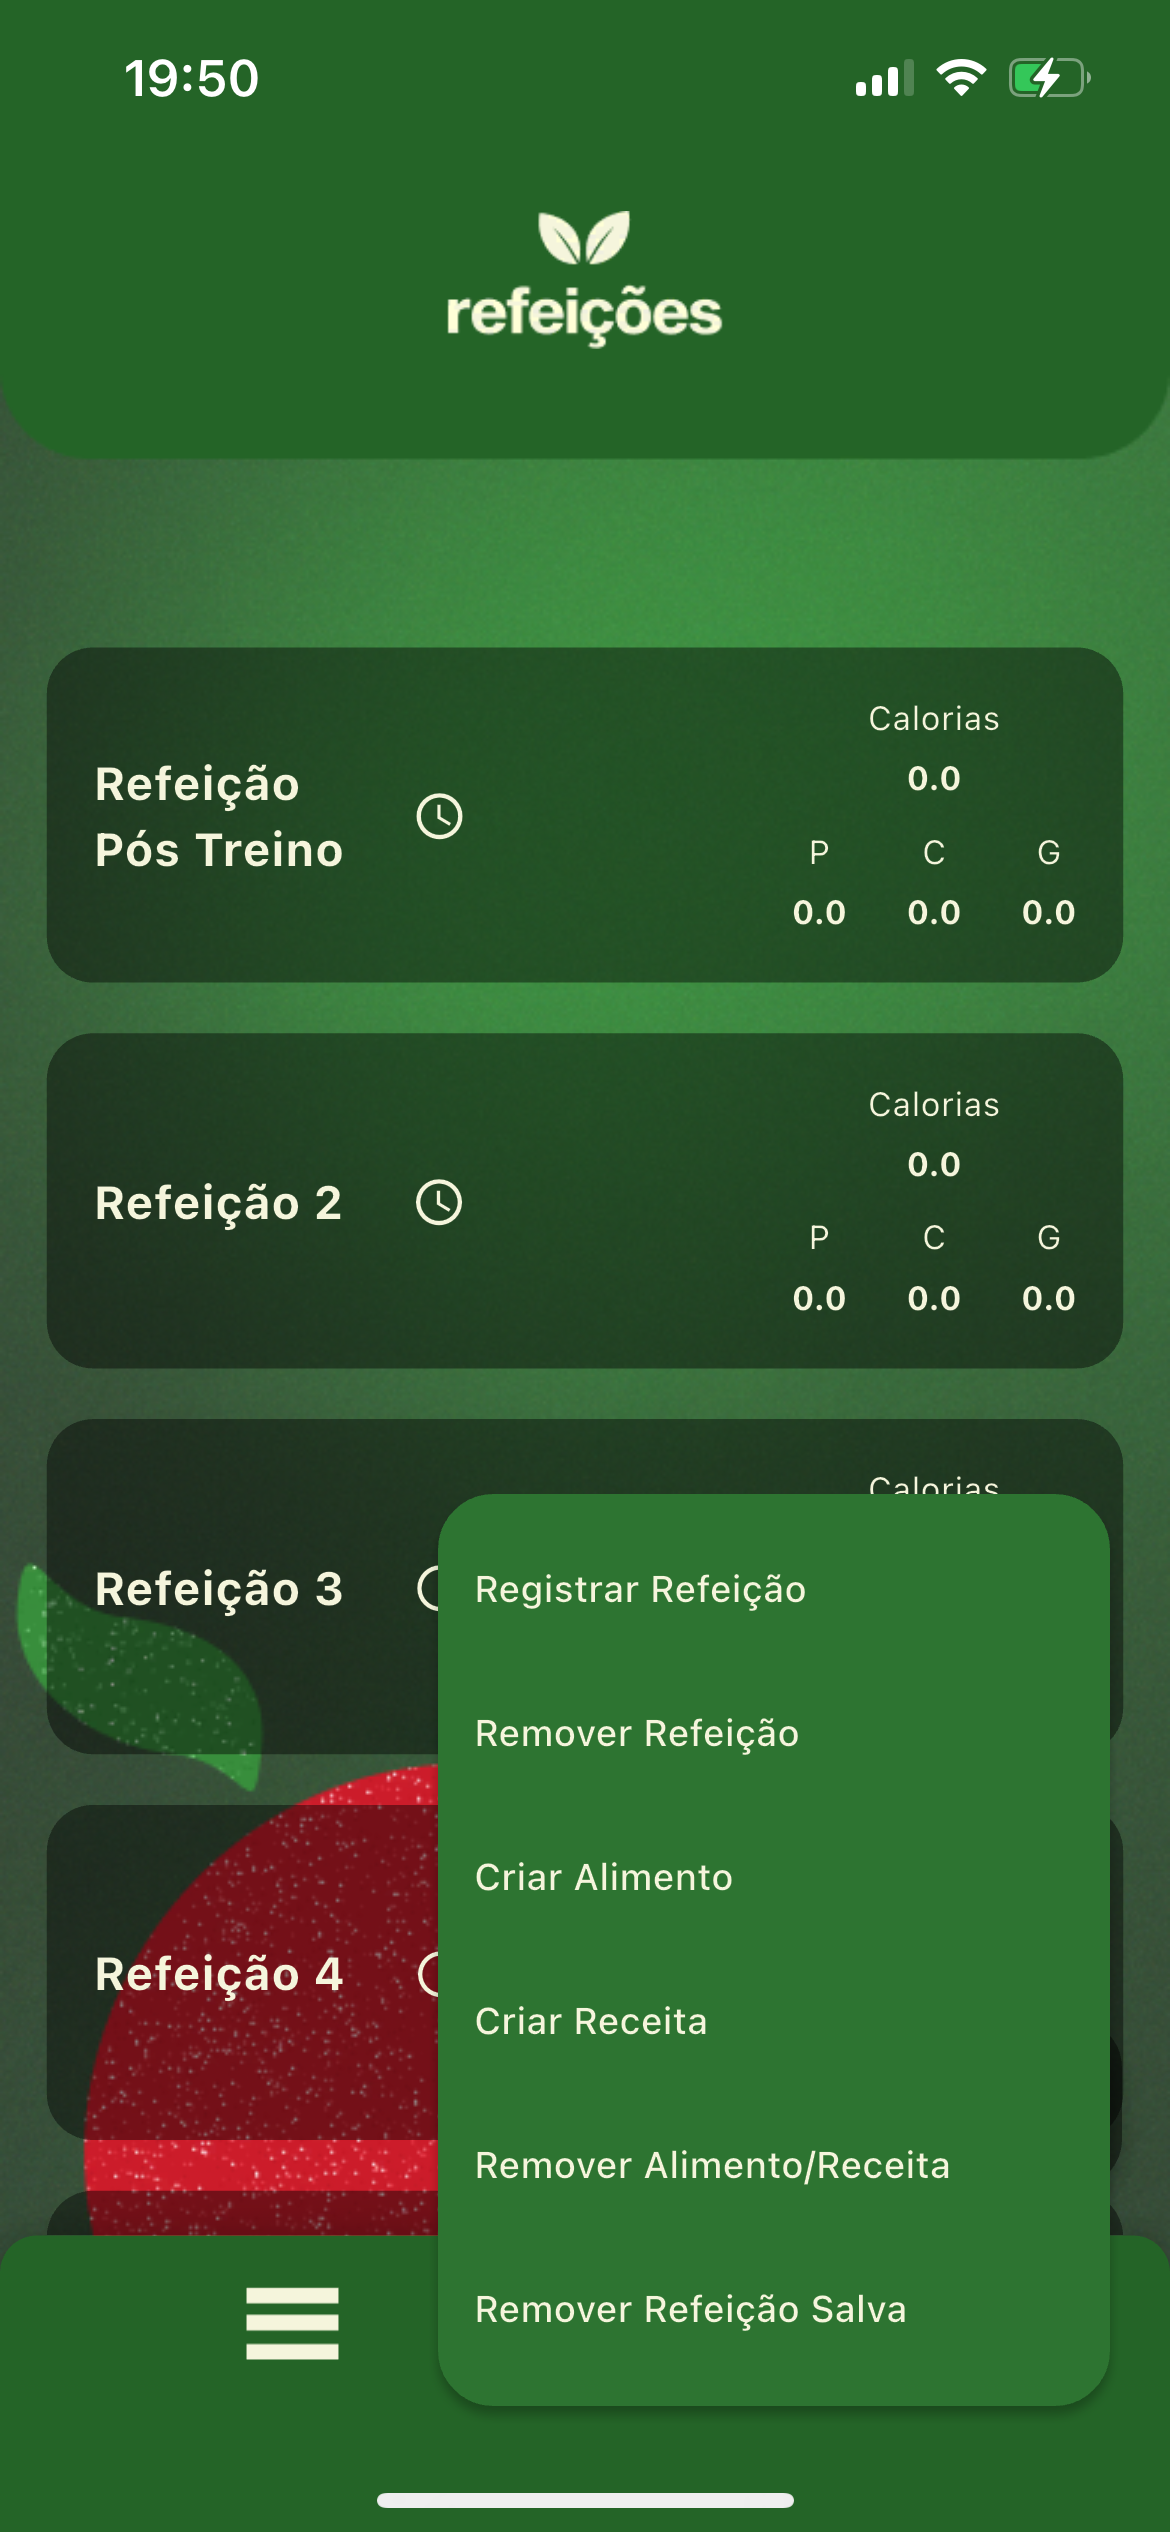 19:50
refeições
Refeição
Pós Treino
Calorias
0.0
P C G
0.0 0.0 0.0
Refeição 2
Calorias
0.0
P C G
0.0 0.0 0.0
Calorias
Refeição 3
Refeição 4
Registrar Refeição
Remover Refeição
Criar Alimento
Criar Receita
Remover Alimento/Receita
Remover Refeição Salva